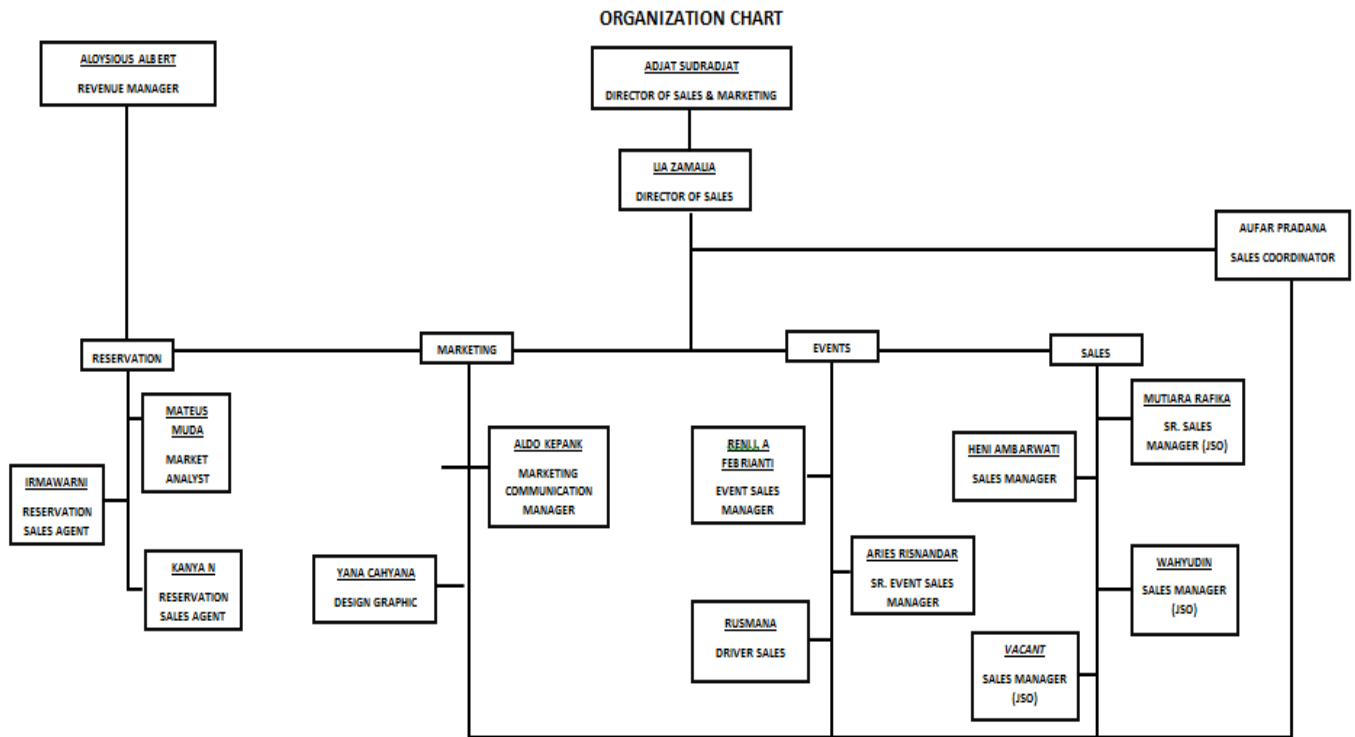 ORGANIZATION CHART
ALOYSIOUS ALBERT
REVENUE MANAGER
ADJAT SUDRADJAT
DIRECTOR OF SALES & MARKETING
LIA ZAMALIA
DIRECTOR OF SALES
AUFAR PRADANA
SALES COORDINATOR
RESERVATION
MARKETING
EVENTS
SALES
MATEUS
MUDA
MARKET
ANALYST
IRMAWARNI
RESERVATION
SALES AGENT
KANYA N
RESERVATION
SALES AGENT
ALDO KEPANK
MARKETING
COMMUNICATION
MANAGER
YANA CAHYANA
DESIGN GRAPHIC
A
FEBRIANTI
EVENT SALES
MANAGER
ARIES RISNANDAR
SR. EVENT SALES
MANAGER
RUSMANA
DRIVER SALES
MUTIARA RAFIKA
SR. SALES
MANAGER (JSO)
HENI AMBARWATI
SALES MANAGER
WAHYUDIN
SALES MANAGER
(JSO)
VACANT
SALES MANAGER
(JSO)